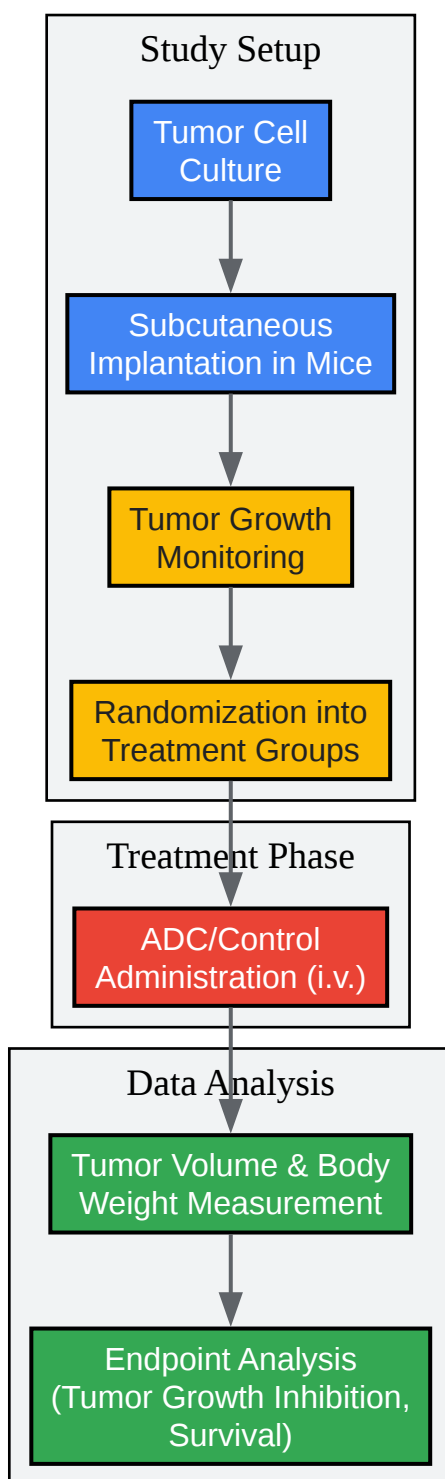 Study Setup
Tumor Cell
Culture
Subcutaneous
Implantation in Mice
Tumor Growth
Monitoring
Randomization into
Treatment Groups
Treatment Phase
ADC/Control
Administration (i.v.)
Data Analysis
Tumor Volume & Body
Weight Measurement
Endpoint Analysis
(Tumor Growth Inhibition,
Survival)